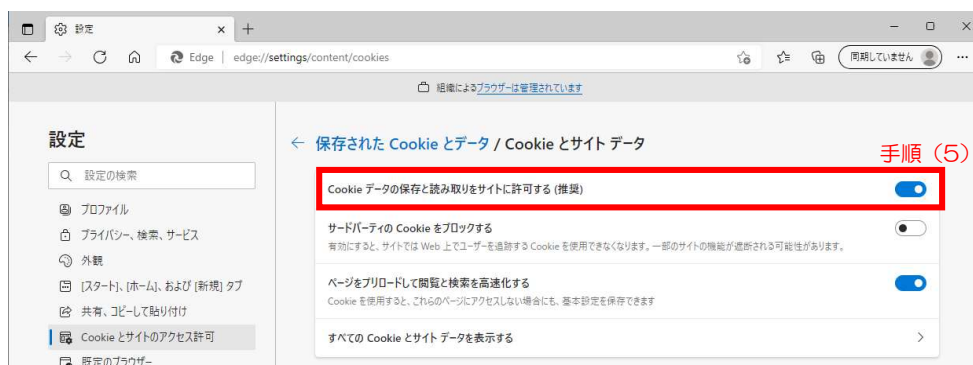 設定
Edge | edge://settings/content/cookies
同期していません
組織によるブラウザーは管理されています
設定
設定の検索
プロファイル
プライバシー、検索、サービス
外観
[スタート]、[ホーム]、および [新規] タブ
共有、コピーして貼り付け
Cookie とサイトのアクセス許可
既定のブラウザー
保存された Cookie とデータ / Cookie とサイト データ
手順（5）
Cookie データの保存と読み取りをサイトに許可する (推奨)
サードパーティの Cookie をブロックする
有効にすると、サイトでは Web 上でユーザーを追跡する Cookie を使用できなくなります。一部のサイトの機能が遮断される可能性があります。
ページをプリロードして閲覧と検索を高速化する
Cookie を使用すると、これらのページにアクセスしない場合にも、基本設定を保存できます
すべての Cookie とサイト データを表示する